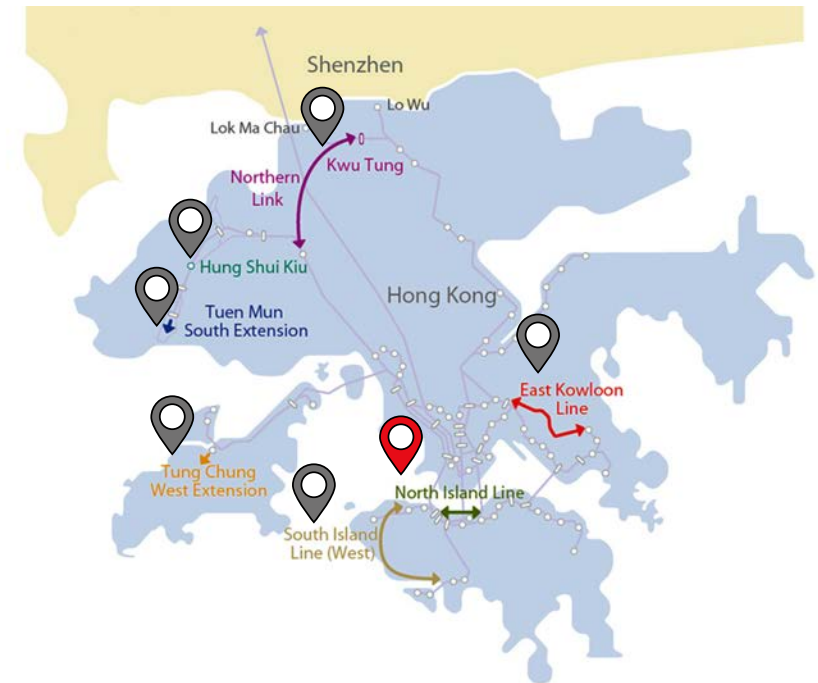 Shenzhen
Lo Wu
Lok Ma Chau
Kwu Tung
Northern
Link
Hung Shui Kiu
Hong Kong
Tuen Mun
South Extension
East Kowloon
Line
Tung Chung
West Extension
North Island Line
South Island
Line (West)